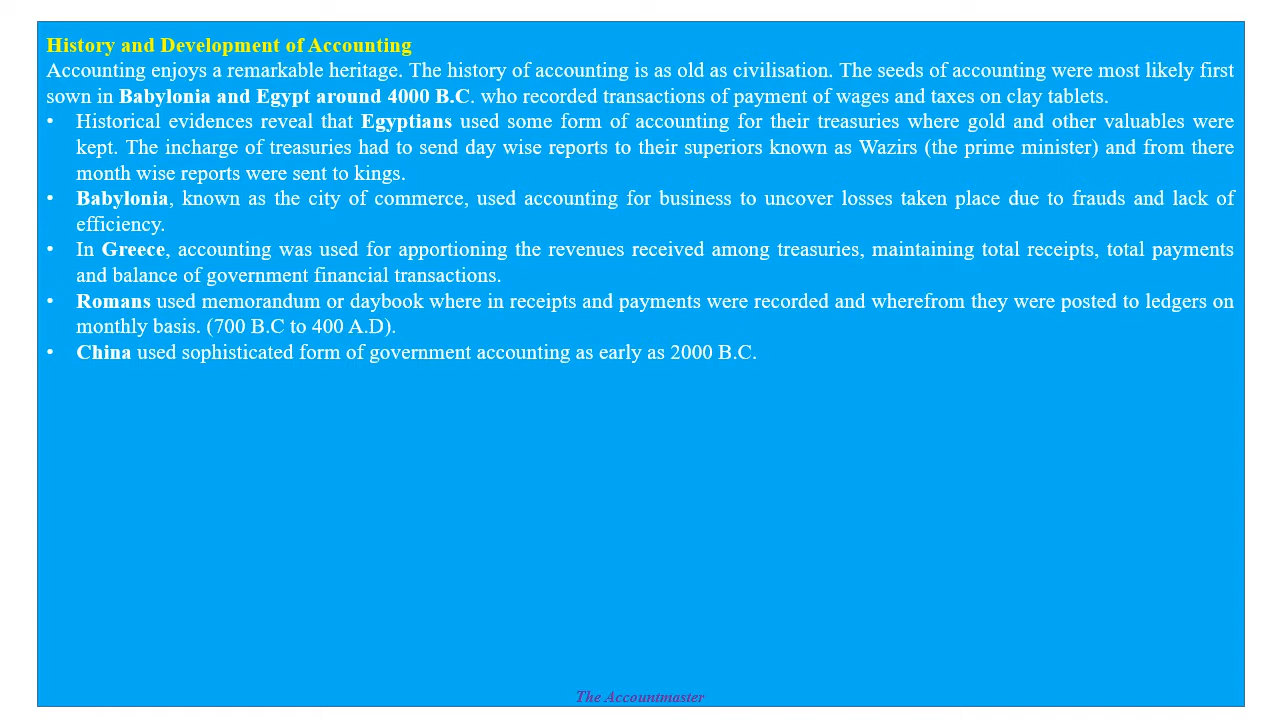 History and Development of Accounting
Accounting enjoys a remarkable heritage. The history of accounting is as old as civilisation. The seeds of accounting were most likely first
sown in Babylonia and Egypt around 4000 B.C. who recorded transactions of payment of wages and taxes on clay tablets.
• Historical evidences reveal that Egyptians used some form of accounting for their treasuries where gold and other valuables were
kept. The incharge of treasuries had to send day wise reports to their superiors known as Wazirs (the prime minister) and from there
month wise reports were sent to kings.
• Babylonia, known as the city of commerce, used accounting for business to uncover losses taken place due to frauds and lack of
efficiency.
• In Greece, accounting was used for apportioning the revenues received among treasuries, maintaining total receipts, total payments
and balance of government financial transactions.
• Romans used memorandum or daybook where in receipts and payments were recorded and wherefrom they were posted to ledgers on
monthly basis. (700 B.C to 400 A.D).
• China used sophisticated form of government accounting as early as 2000 B.C.
The Accountmaster